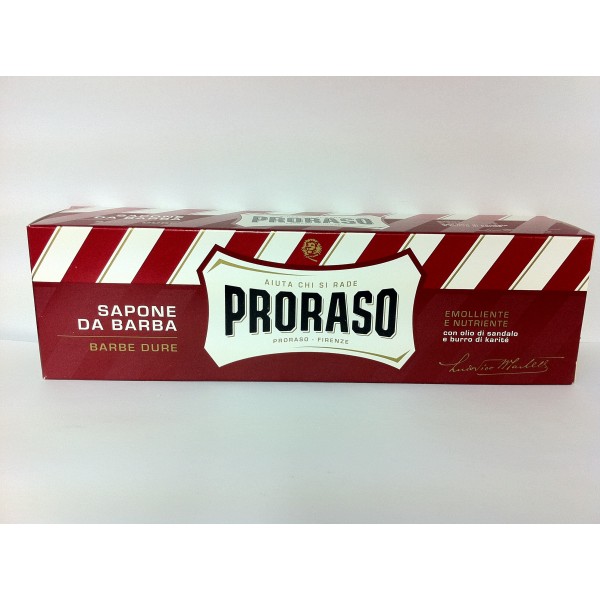 PRORASO
SAPONE
DA BARBA
BARBE DURE
AIUTA CHI SI RADE
PRORASO
PRORASO - FIRENZE
EMOLLIENTE
E NUTRIENTE
con olio di sandalo
e burro di karité